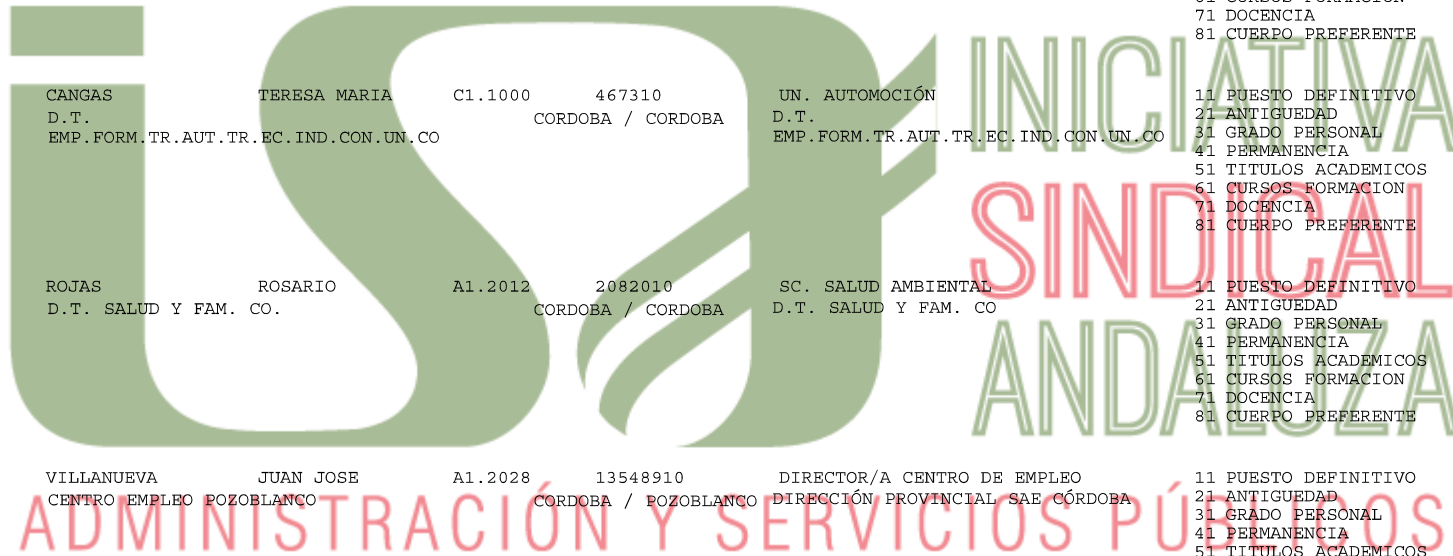 71 DOCENCIA
81 CUERPO PREFERENTE
CANGAS TERESA MARIA C1.1000 467310 UN. AUTOMOCIÓN 11 PUESTO DEFINITIVO
D.T. CORDOBA / CORDOBA D.T. 21 ANTIGUEDAD
EMP.FORM.TR.AUT.TR.EC.IND.CON.UN.CO EMP.FORM.TR.AUT.TR.EC.IND.CON.UN.CO 31 GRADO PERSONAL
41 PERMANENCIA
51 TITULOS ACADEMICOS
61 CURSOS FORMACION
71 DOCENCIA
81 CUERPO PREFERENTE
ROJAS ROSARIO A1.2012 2082010 SC. SALUD AMBIENTAL 11 PUESTO DEFINITIVO
D.T. SALUD Y FAM. CO. CORDOBA / CORDOBA D.T. SALUD Y FAM. CO 21 ANTIGUEDAD
31 GRADO PERSONAL
41 PERMANENCIA
51 TITULOS ACADEMICOS
61 CURSOS FORMACION
71 DOCENCIA
81 CUERPO PREFERENTE
VILLANUEVA JUAN JOSE A1.2028 13548910 DIRECTOR/A CENTRO DE EMPLEO 11 PUESTO DEFINITIVO
CENTRO EMPLEO POZOBLANCO CORDOBA / POZOBLANCO DIRECCIÓN PROVINCIAL SAE CÓRDOBA 21 ANTIGUEDAD
31 GRADO PERSONAL
41 PERMANENCIA
51 TITULOS ACADEMICOS
isa
INICIATIVA
SINDICAL
ANDALUZA
ADMINISTRACIÓN Y SERVICIOS PÚBLICOS